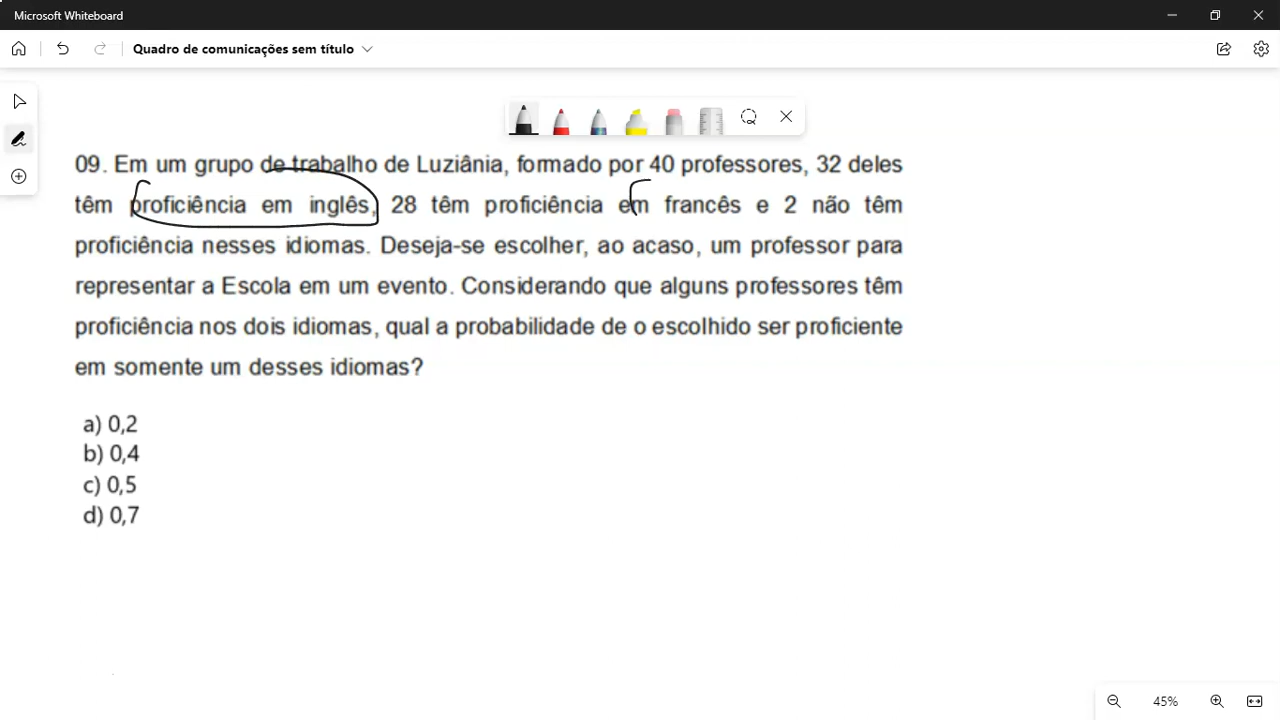 Microsoft Whiteboard
Quadro de comunicações sem título
09. Em um grupo de trabalho de Luziânia, formado por 40 professores, 32 deles
têm proficiência em inglês, 28 têm proficiência em francês e 2 não têm
proficiência nesses idiomas. Deseja-se escolher, ao acaso, um professor para
representar a Escola em um evento. Considerando que alguns professores têm
proficiência nos dois idiomas, qual a probabilidade de o escolhido ser proficiente
em somente um desses idiomas?
a) 0,2
b) 0,4
c) 0,5
d) 0,7
45%